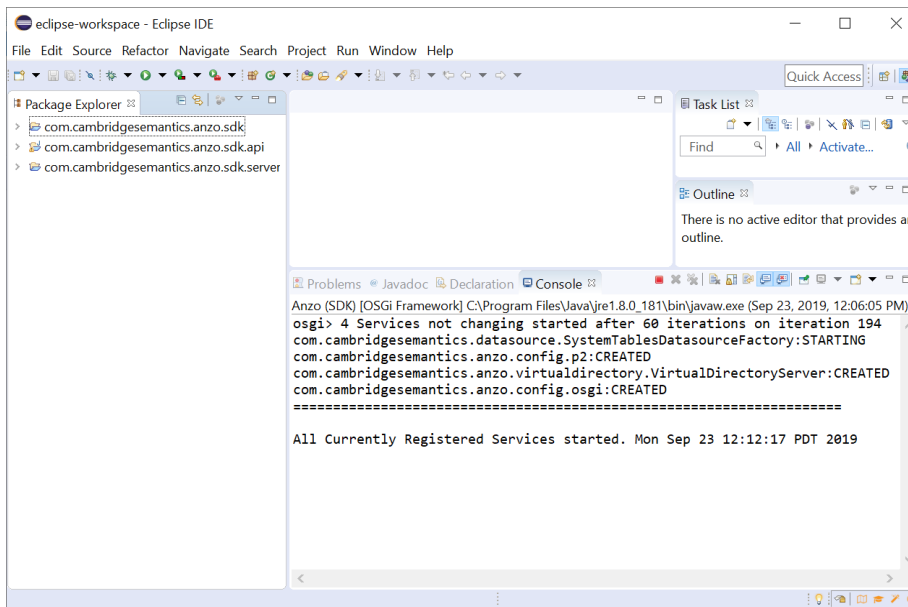 eclipse-workspace - Eclipse IDE
File Edit Source Refactor Navigate Search Project Run Window Help
Quick Access
Package Explorer
com.cambridgesemantics.anzo.sdk
com.cambridgesemantics.anzo.sdk.api
com.cambridgesemantics.anzo.sdk.server
Task List
Find All Activate...
Outline
There is no active editor that provides a
outline.
Problems Javadoc Declaration Console
Anzo (SDK) [OSGi Framework] C:\Program Files\Java\jre1.8.0_181\bin\javaw.exe (Sep 23, 2019, 12:06:05 PM)
osgi> 4 Services not changing started after 60 iterations on iteration 194
com.cambridgesemantics.datasource.SystemTablesDatasourceFactory:STARTING
com.cambridgesemantics.anzo.config.p2:CREATED
com.cambridgesemantics.anzo.virtualdirectory.VirtualDirectoryServer:CREATED
com.cambridgesemantics.anzo.config.osgi:CREATED
=====================================================================
All Currently Registered Services started. Mon Sep 23 12:12:17 PDT 2019